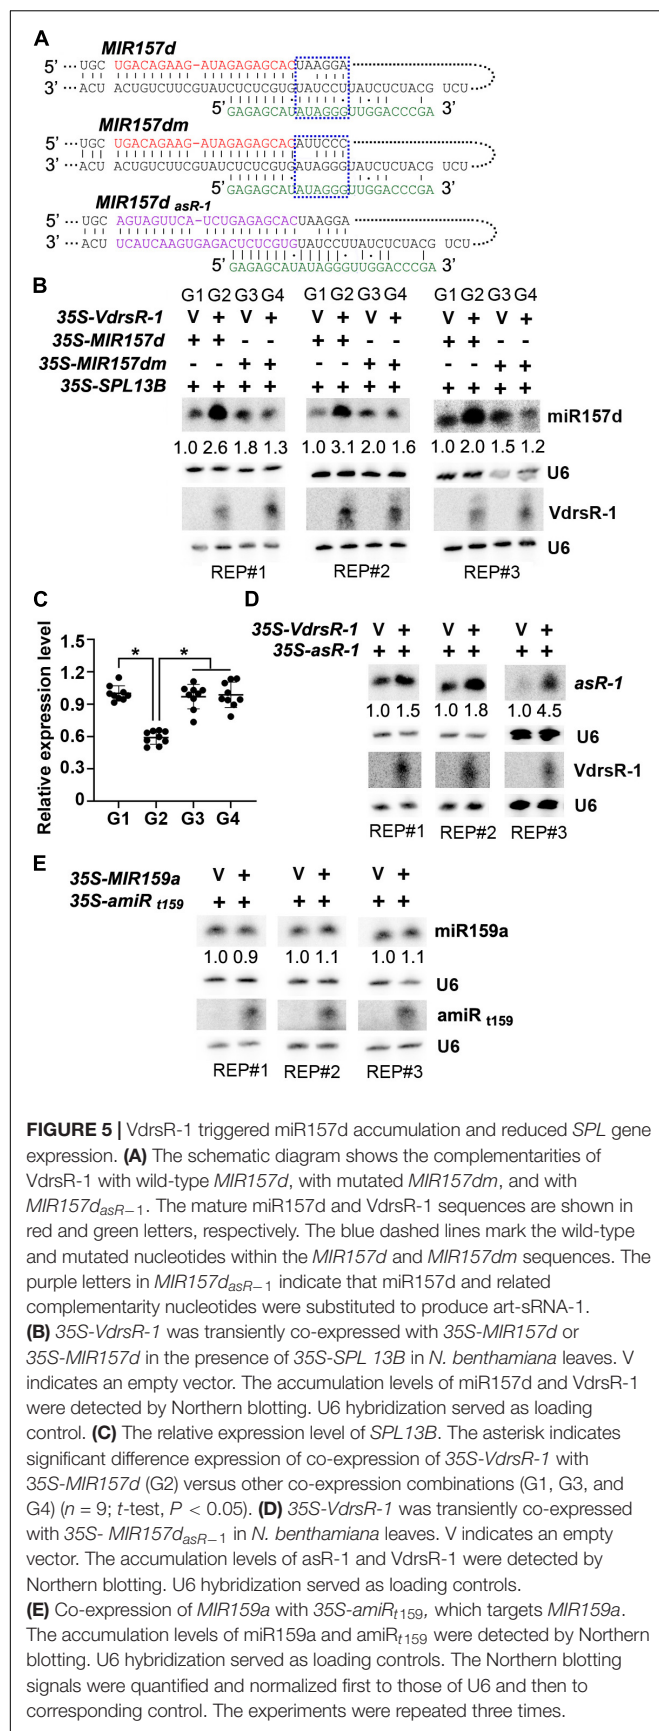 A
MIR157d
5' ··· UGC UGACAGAAG-AUAGAGAGCACUAAGGA
3' ··· ACU ACUGUCUUCGUAUCUCUCGUGUAUCCUUAUCUCUACG UCU
5' GAGAGCAUAUAGGGUUGGACCCGA 3'
MIR157dm
5' ··· UGC UGACAGAAG-AUAGAGAGCACAUUCCC
3' ··· ACU ACUGUCUUCGUAUCUCUCGUGAUAGGGUAUCUCUACG UCU
5' GAGAGCAUAUAGGGUUGGACCCGA 3'
MIR157d asR-1
5' ··· UGC AGUAGUUCA-UCUGAGAGCACUAAGGA
3' ··· ACU UCAUCAAGUGAGACUCUCGUGUAUCCUUAUCUCUACG UCU
5' GAGAGCAUAUAGGGUUGGACCCGA 3'
B
G1 G2 G3 G4 G1 G2 G3 G4 G1 G2 G3 G4
35S-VdrsR-1 V + V + V + V + V + V +
35S-MIR157d + + - - + + - - + + - -
35S-MIR157dm - - + + - - + + - - + +
35S-SPL13B + + + + + + + + + + + +
miR157d
1.0 2.6 1.8 1.3 1.0 3.1 2.0 1.6 1.0 2.0 1.5 1.2
U6
VdrsR-1
U6
REP#1 REP#2 REP#3
C
Relative expression level
1.5
1.2
0.9
0.6
0.3
0
* *
G1 G2 G3 G4
D
35S-VdrsR-1 V + V + V +
35S-asR-1 + + + + + +
asR-1
1.0 1.5 1.0 1.8 1.0 4.5
U6
VdrsR-1
U6
REP#1 REP#2 REP#3
E
35S-MIR159a V + V + V +
35S-amiR t159 + + + + + +
miR159a
1.0 0.9 1.0 1.1 1.0 1.1
U6
amiR t159
U6
REP#1 REP#2 REP#3
FIGURE 5 | VdrsR-1 triggered miR157d accumulation and reduced SPL gene
expression. (A) The schematic diagram shows the complementarities of
VdrsR-1 with wild-type MIR157d, with mutated MIR157dm, and with
MIR157dasR−1. The mature miR157d and VdrsR-1 sequences are shown in
red and green letters, respectively. The blue dashed lines mark the wild-type
and mutated nucleotides within the MIR157d and MIR157dm sequences. The
purple letters in MIR157dasR−1 indicate that miR157d and related
complementarity nucleotides were substituted to produce art-sRNA-1.
(B) 35S-VdrsR-1 was transiently co-expressed with 35S-MIR157d or
35S-MIR157d in the presence of 35S-SPL 13B in N. benthamiana leaves. V
indicates an empty vector. The accumulation levels of miR157d and VdrsR-1
were detected by Northern blotting. U6 hybridization served as loading
control. (C) The relative expression level of SPL13B. The asterisk indicates
significant difference expression of co-expression of 35S-VdrsR-1 with
35S-MIR157d (G2) versus other co-expression combinations (G1, G3, and
G4) (n = 9; t-test, P < 0.05). (D) 35S-VdrsR-1 was transiently co-expressed
with 35S- MIR157dasR−1 in N. benthamiana leaves. V indicates an empty
vector. The accumulation levels of asR-1 and VdrsR-1 were detected by
Northern blotting. U6 hybridization served as loading controls.
(E) Co-expression of MIR159a with 35S-amiRt159, which targets MIR159a.
The accumulation levels of miR159a and amiRt159 were detected by Northern
blotting. U6 hybridization served as loading controls. The Northern blotting
signals were quantified and normalized first to those of U6 and then to
corresponding control. The experiments were repeated three times.